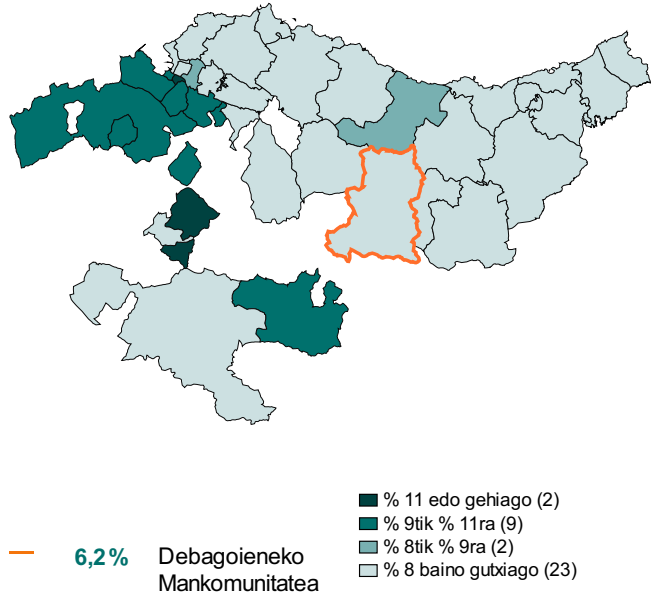 % 11 edo gehiago (2)
% 9tik % 11ra (9)
% 8tik % 9ra (2)
% 8 baino gutxiago (23)
6,2% Debagoieneko
Mankomunitatea